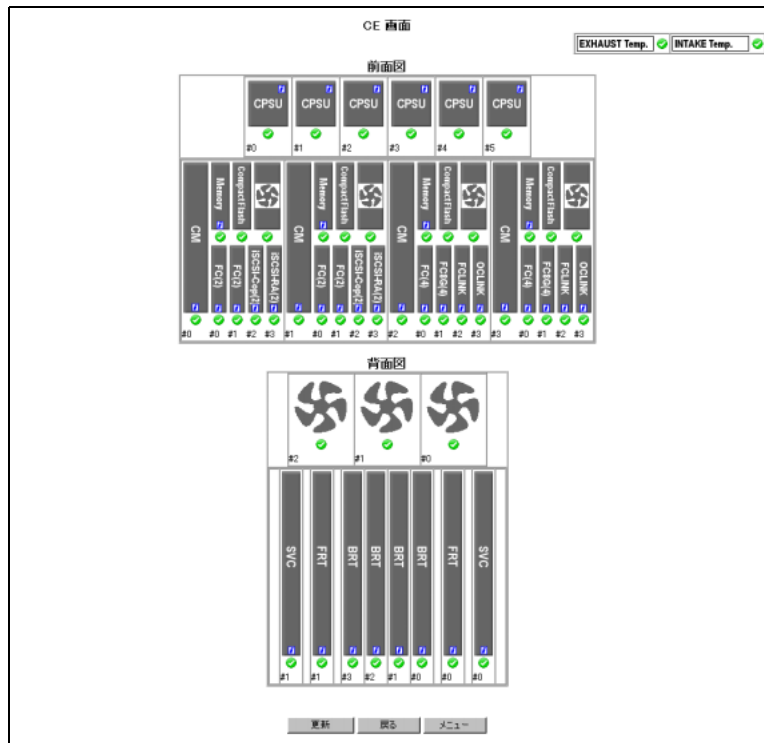 CE 画面
EXHAUST Temp. INTAKE Temp.
前面図
CPSU CPSU CPSU CPSU CPSU CPSU
#0 #1 #2 #3 #4 #5
CM Memory CompactFlash CM Memory CompactFlash CM Memory CompactFlash CM Memory CompactFlash
FC(2) FC(2) iSCSI-Cop(2) iSCSI-RA(2) FC(2) FC(2) iSCSI-Cop(2) iSCSI-RA(2) FC(4) FC8G(4) FCLINK OCLINK FC(4) FC8G(4) FCLINK OCLINK
#0 #0 #1 #2 #3 #1 #0 #1 #2 #3 #2 #0 #1 #2 #3 #3 #0 #1 #2 #3
背面図
#2 #1 #0
SVC FRT BRT BRT BRT BRT FRT SVC
#1 #1 #3 #2 #1 #0 #0 #0
更新 戻る メニュー